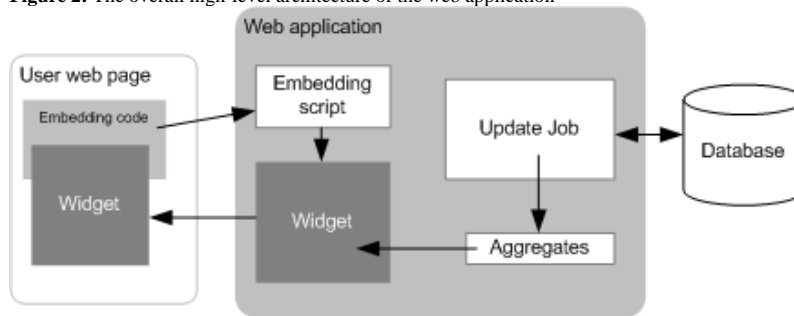 Figure 2. The overall high-level architecture of the web application
Web application
User web page
Embedding code
Widget
Embedding
script
Widget
Update Job
Aggregates
Database